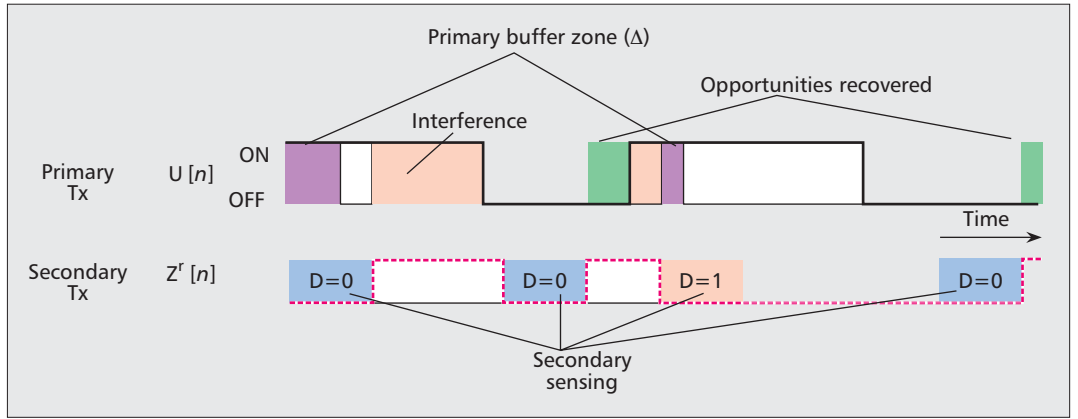 Primary buffer zone (Δ)
Opportunities recovered
Interference
ON
Primary
Tx
U [n]
OFF
Time
Secondary
Tx
Zr [n]
D=0
D=0
D=1
D=0
Secondary
sensing